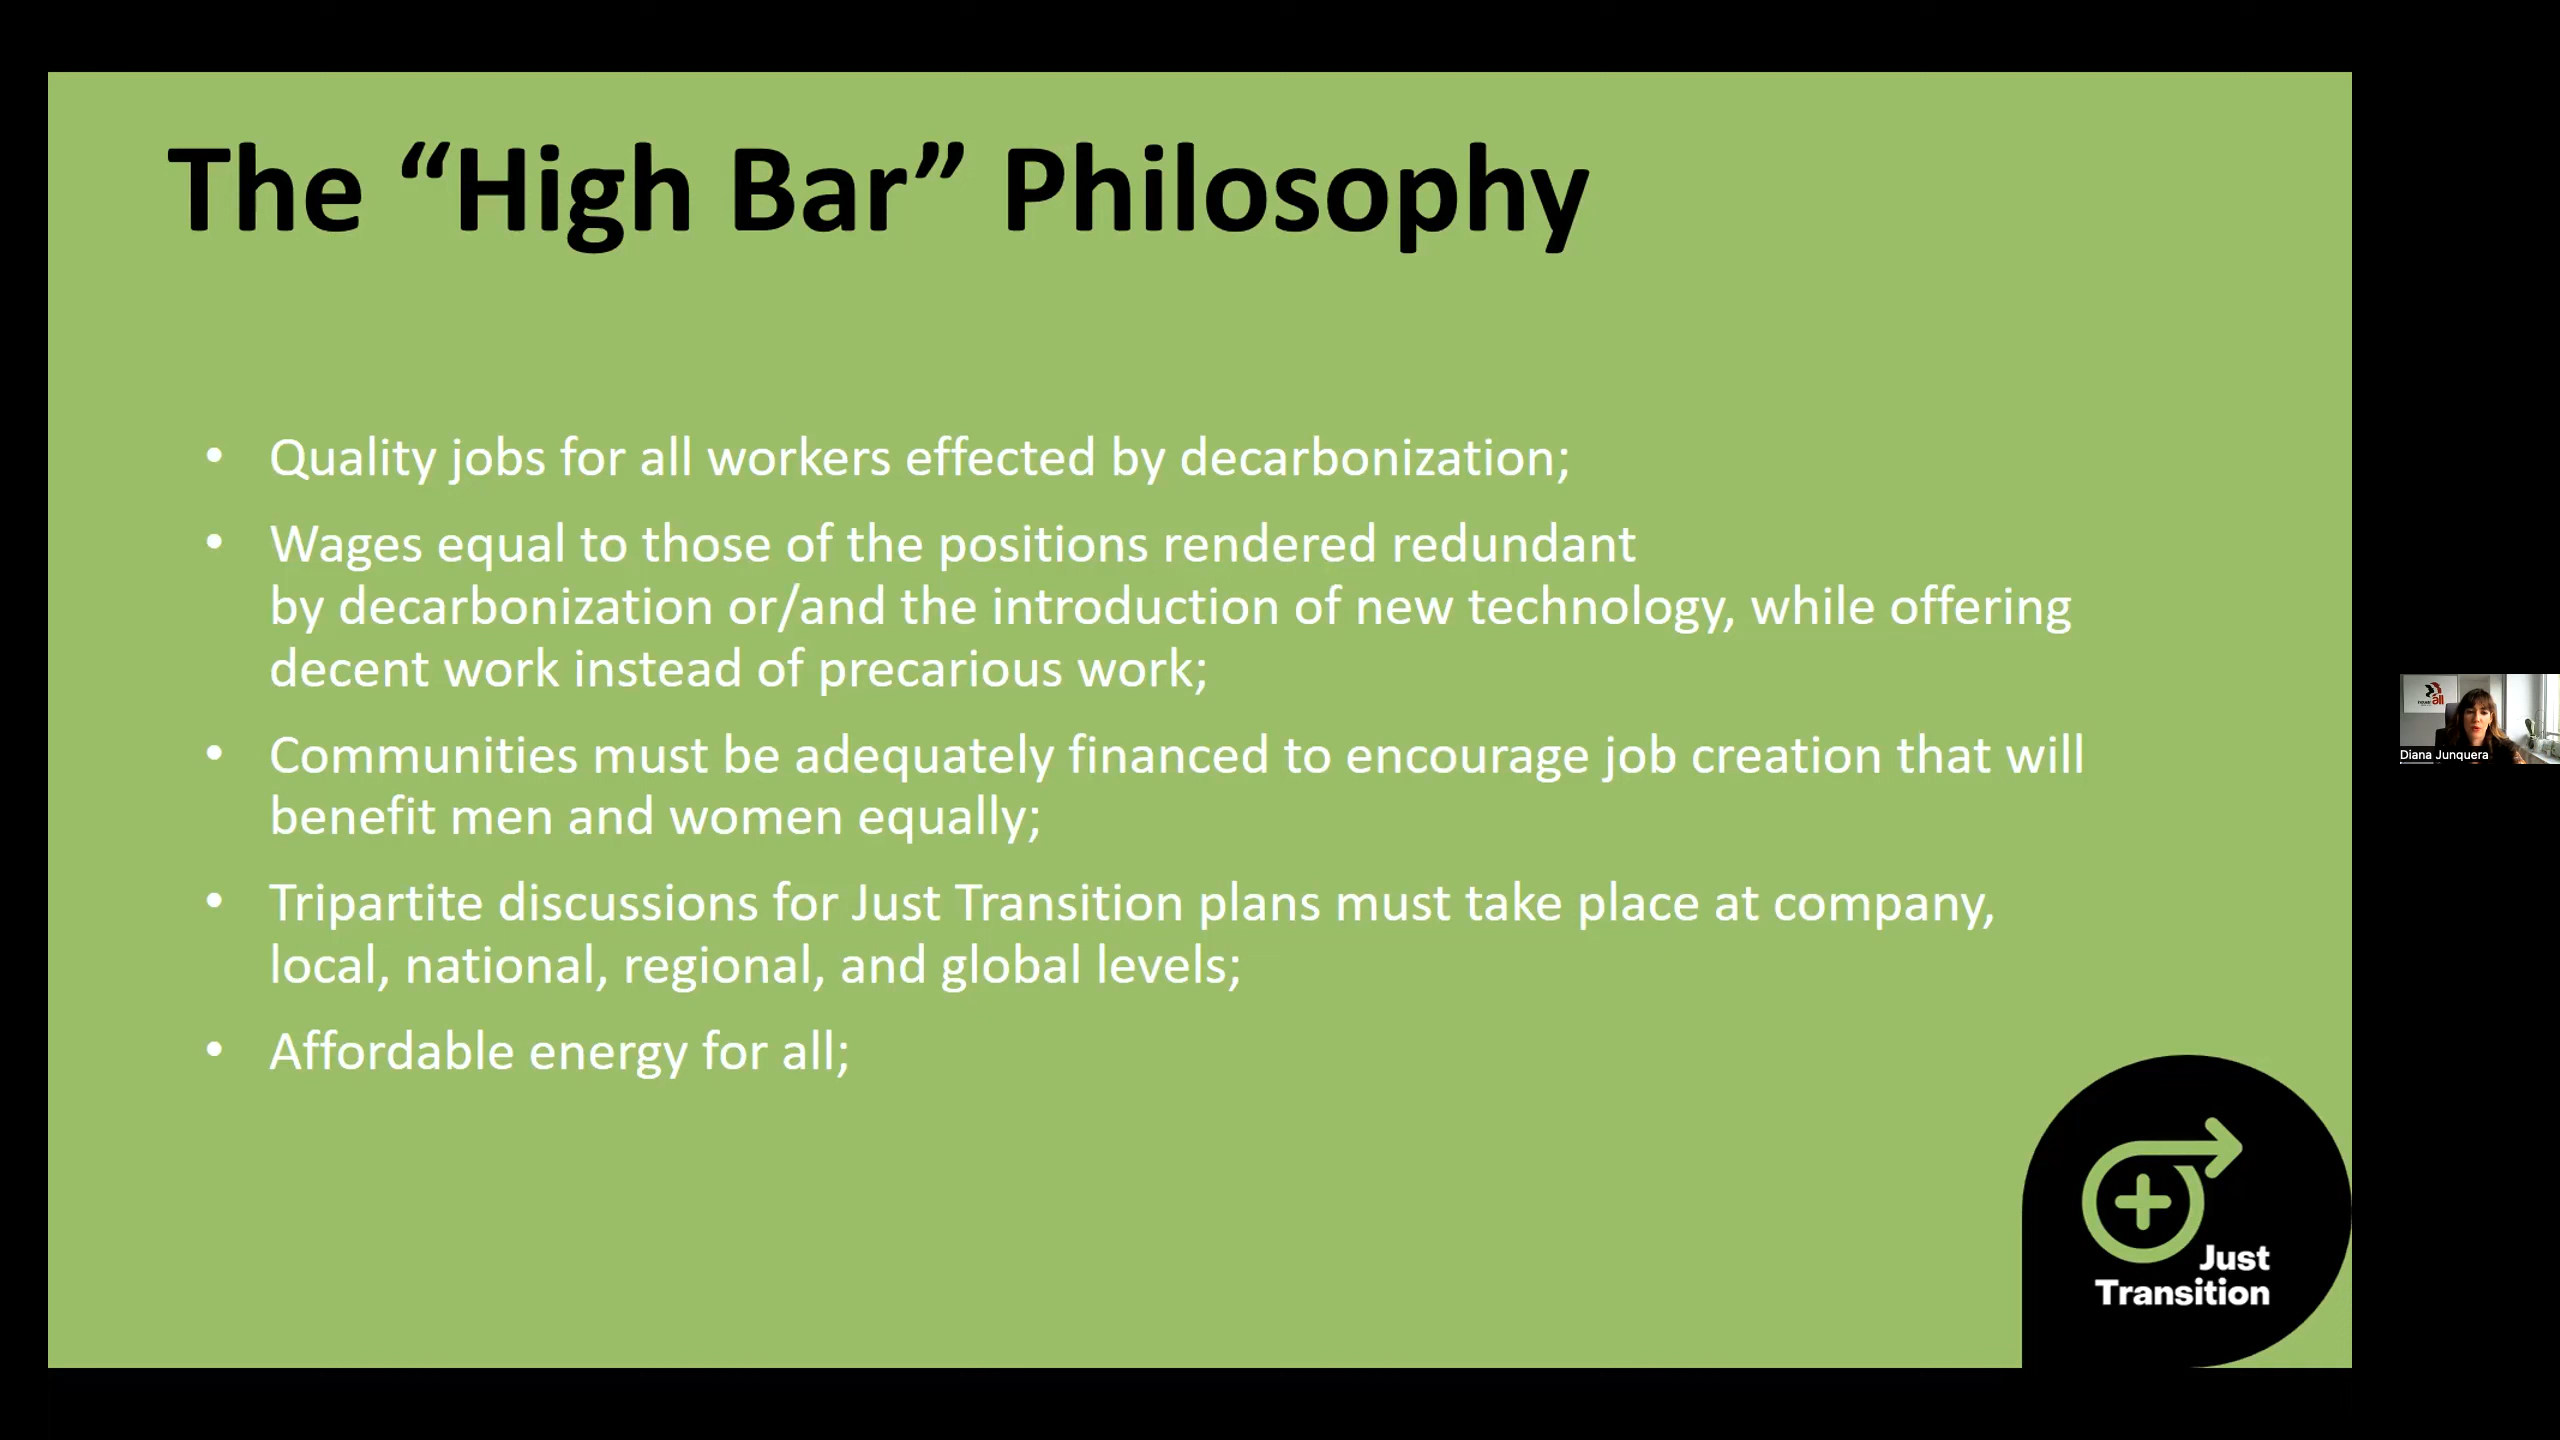 The “High Bar” Philosophy
• Quality jobs for all workers effected by decarbonization;
• Wages equal to those of the positions rendered redundant
by decarbonization or/and the introduction of new technology, while offering
decent work instead of precarious work;
• Communities must be adequately financed to encourage job creation that will
benefit men and women equally;
• Tripartite discussions for Just Transition plans must take place at company,
local, national, regional, and global levels;
• Affordable energy for all;
Just
Transition
all
Diana Junquera